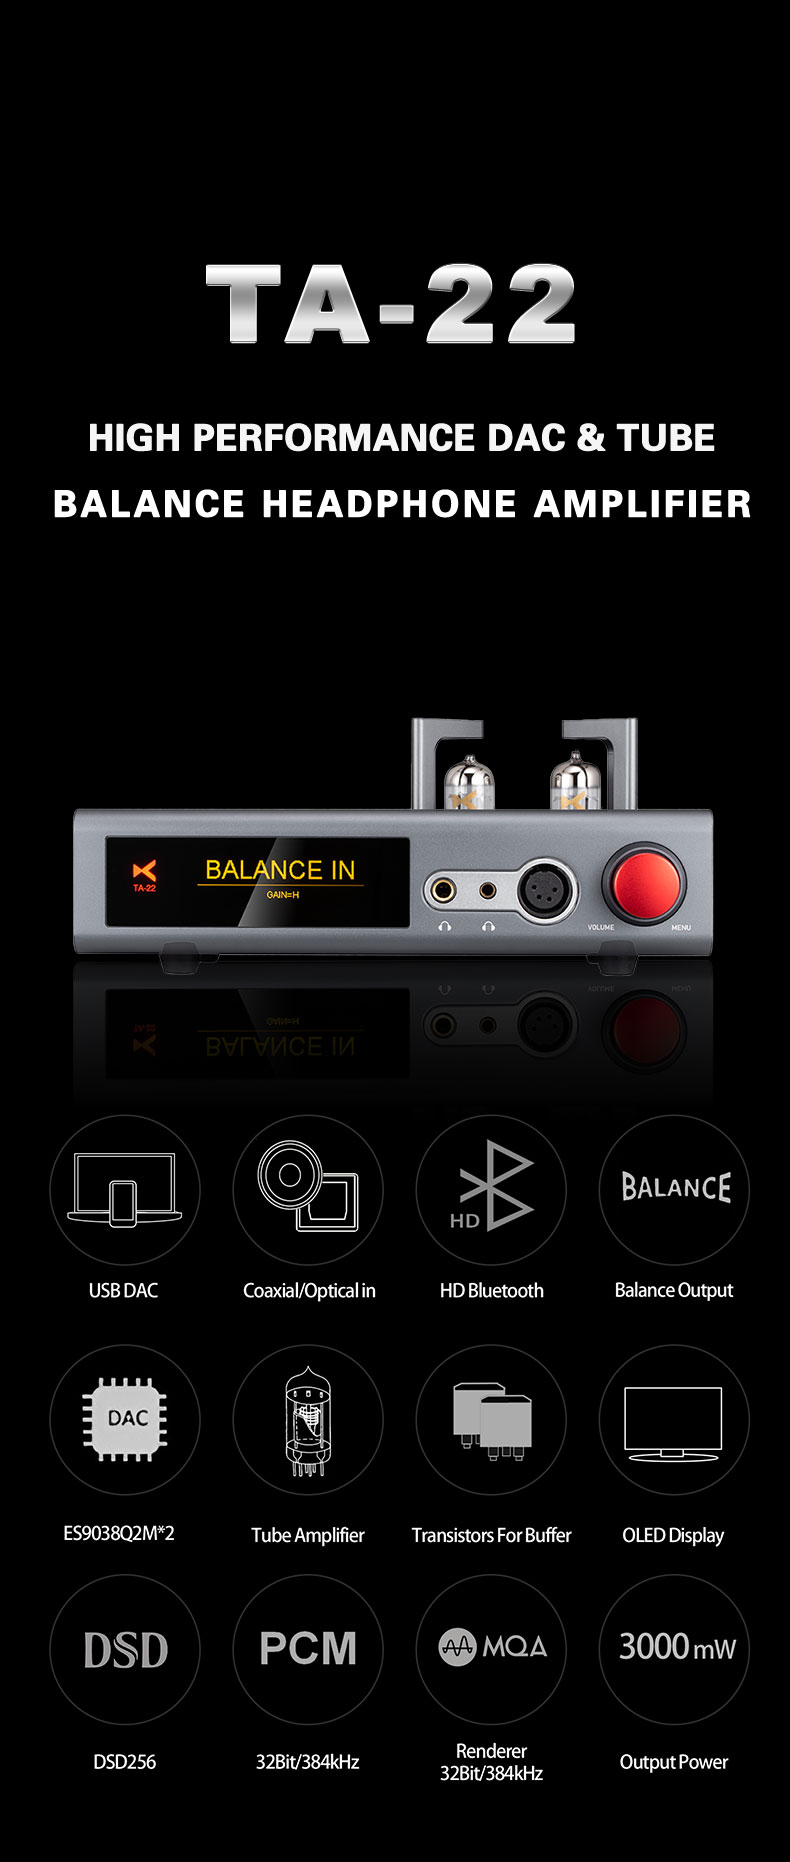 TA-22
HIGH PERFORMANCE DAC & TUBE
BALANCE HEADPHONE AMPLIFIER
TA-22
BALANCE IN
GAIN=H
VOLUME
MENU
HD
BALANCE
USB DAC
Coaxial/Optical in
HD Bluetooth
Balance Output
DAC
ES9038Q2M*2
Tube Amplifier
Transistors For Buffer
OLED Display
DSD
PCM
MQA
3000mW
DSD256
32Bit/384kHz
Renderer
32Bit/384kHz
Output Power